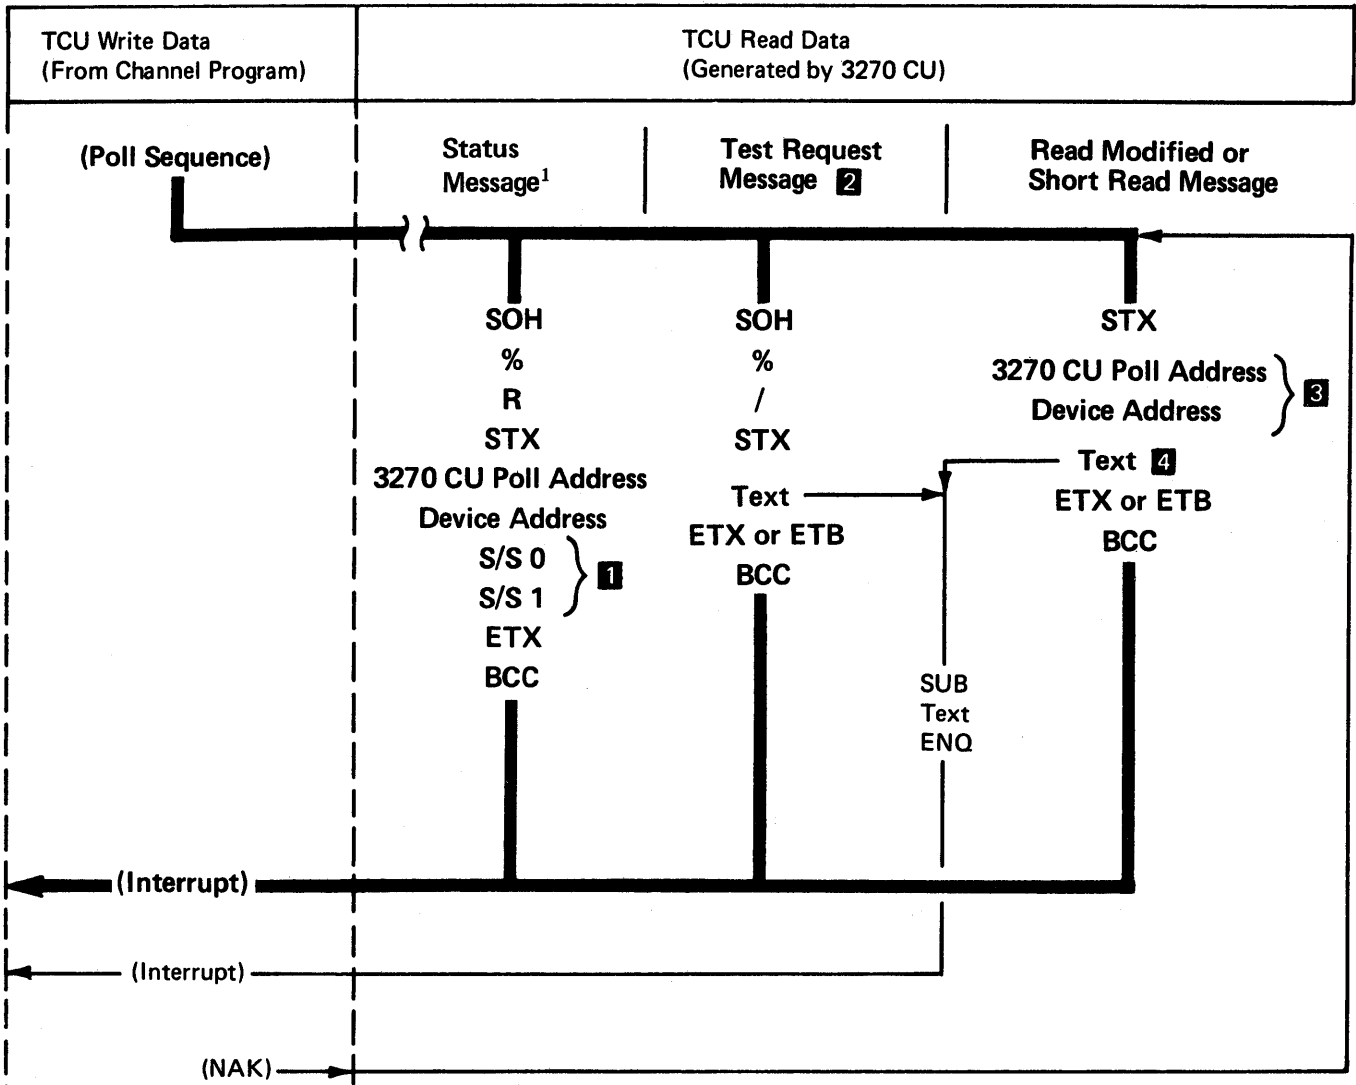 TCU Write Data
(From Channel Program)
TCU Read Data
(Generated by 3270 CU)
(Poll Sequence)
Status
Message1
Test Request
Message 2
Read Modified or
Short Read Message
SOH
%
R
STX
3270 CU Poll Address
Device Address
S/S 0
S/S 1
1
ETX
BCC
SOH
%
/
STX
Text
ETX or ETB
BCC
STX
3270 CU Poll Address
Device Address
3
Text 4
ETX or ETB
BCC
SUB
Text
ENQ
(Interrupt)
(Interrupt)
(NAK)